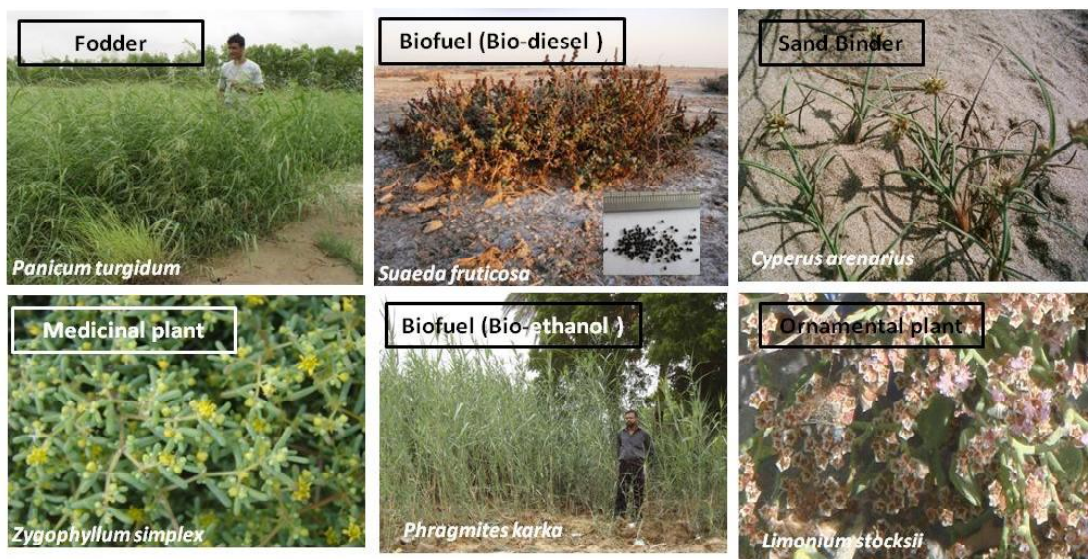 Fodder
Panicum turgidum
Biofuel (Bio-diesel )
Suaeda fruticosa
Sand Binder
Cyperus arenarius
Medicinal plant
Zygophyllum simplex
Biofuel (Bio-ethanol )
Phragmites karka
Ornamental plant
Limonium stocksii